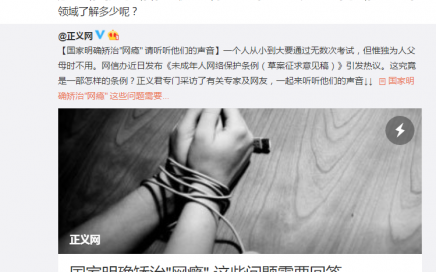 领域了解多少呢？
@正义网
【国家明确矫治"网瘾" 请听听他们的声音】一个人从小到大要通过无数次考试，但惟独为人父
母时不用。网信办近日发布《未成年人网络保护条例（草案征求意见稿）》引发热议。这究竟
是一部怎样的条例？正义君专门采访了有关专家及网友，一起来听听他们的声音↓↓ 国家明
确矫治"网瘾" 这些问题需要...
正义网
国家明确矫治"网瘾" 这些问题需要回答